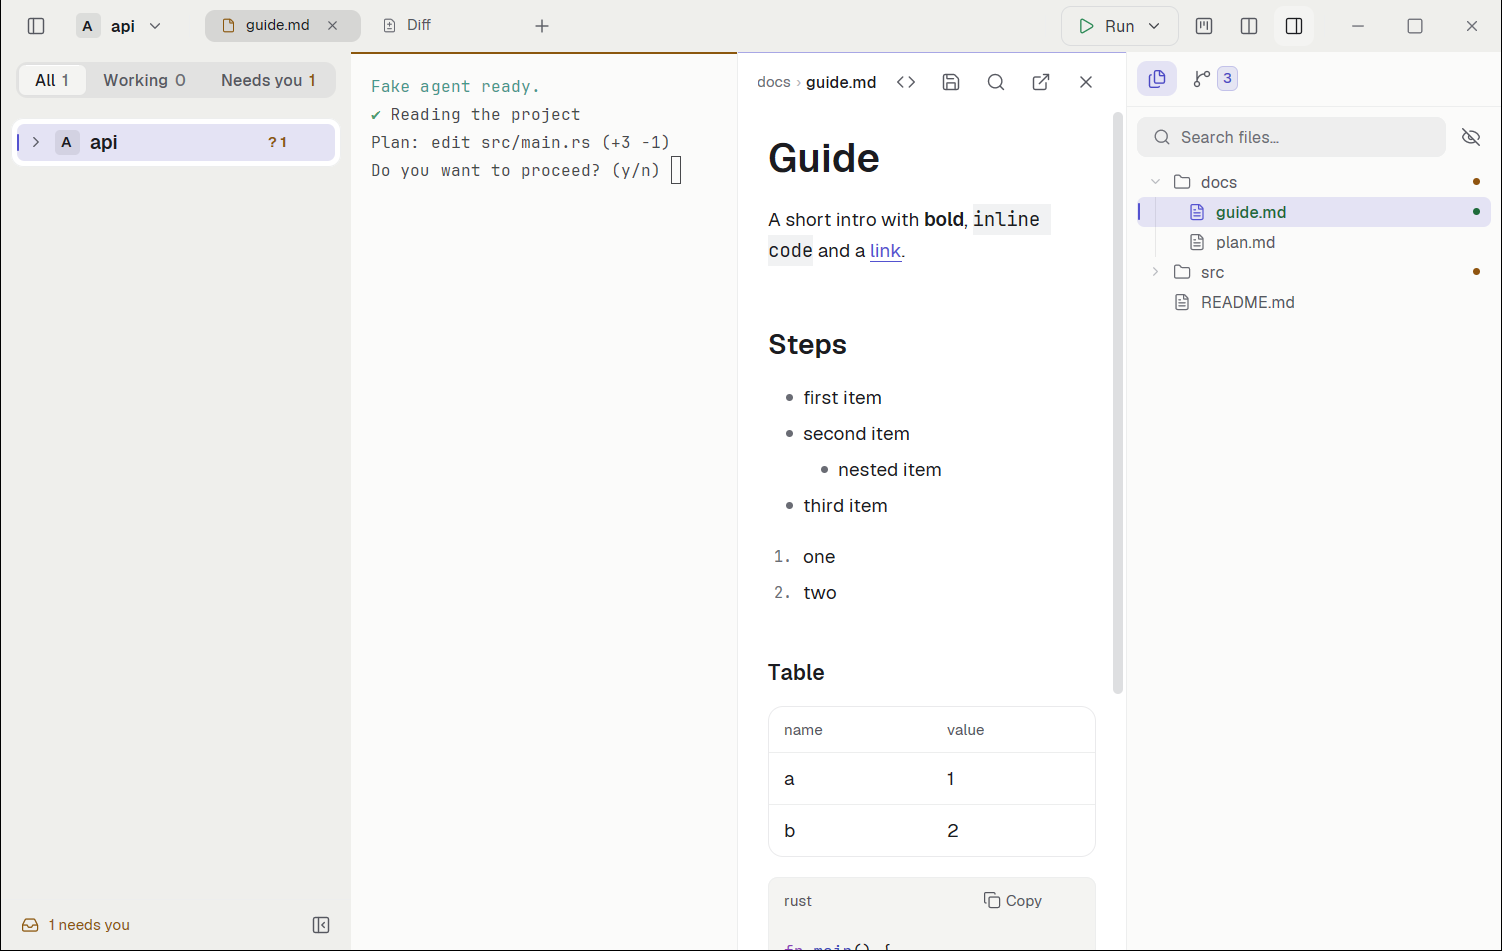 A api
guide.md
Diff
Run
All 1 Working 0 Needs you 1
A api ? 1
1 needs you
Fake agent ready.
✔ Reading the project
Plan: edit src/main.rs (+3 -1)
Do you want to proceed? (y/n)
docs › guide.md
Guide
A short intro with bold, inline
code and a link.
Steps
first item
second item
nested item
third item
1. one
2. two
Table
name value
a 1
b 2
rust Copy
fn main() {
3
Search files...
docs
guide.md
plan.md
src
README.md